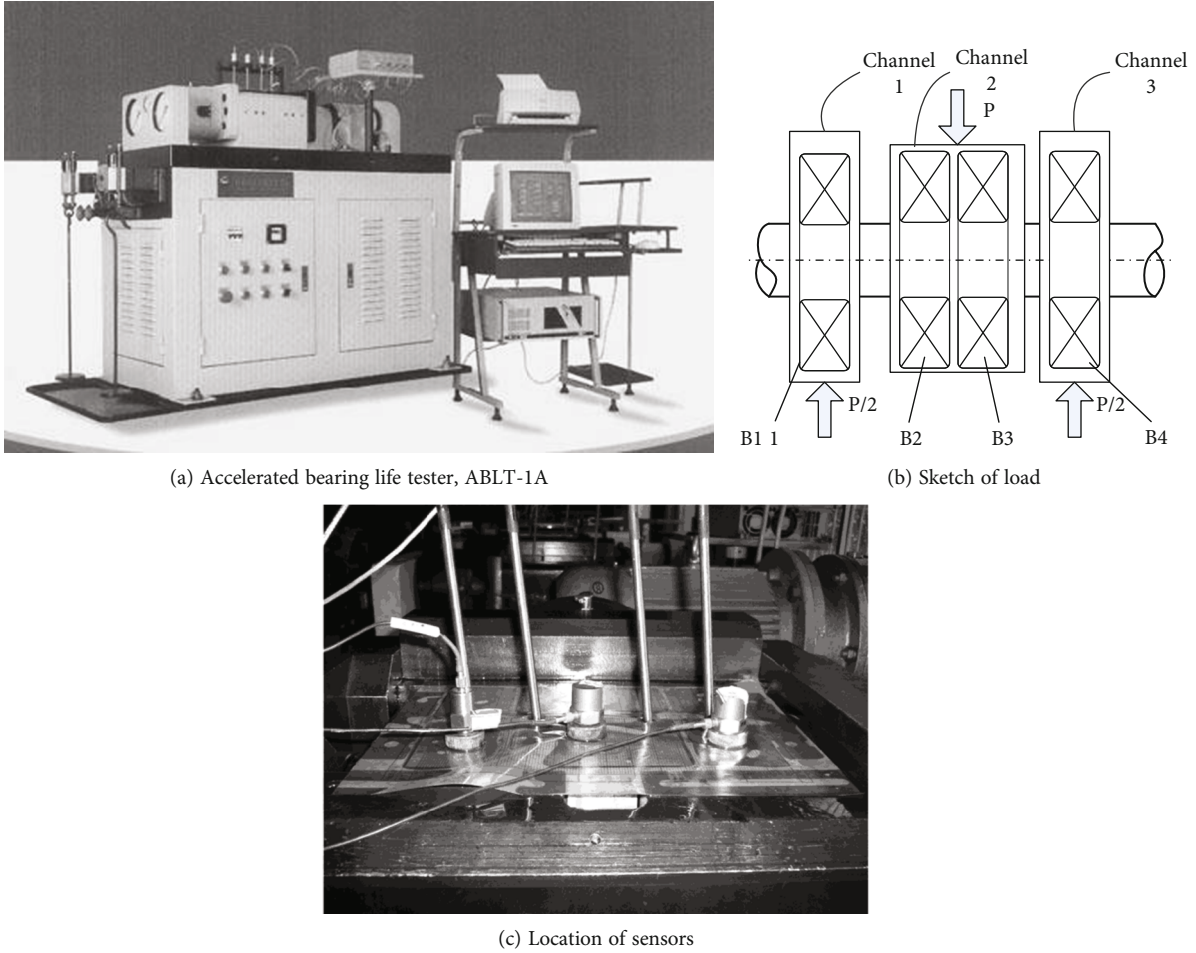 Channel
1
Channel
2
P
Channel
3
P/2
P/2
B1 1
B2
B3
B4
(a) Accelerated bearing life tester, ABLT-1A
(b) Sketch of load
(c) Location of sensors